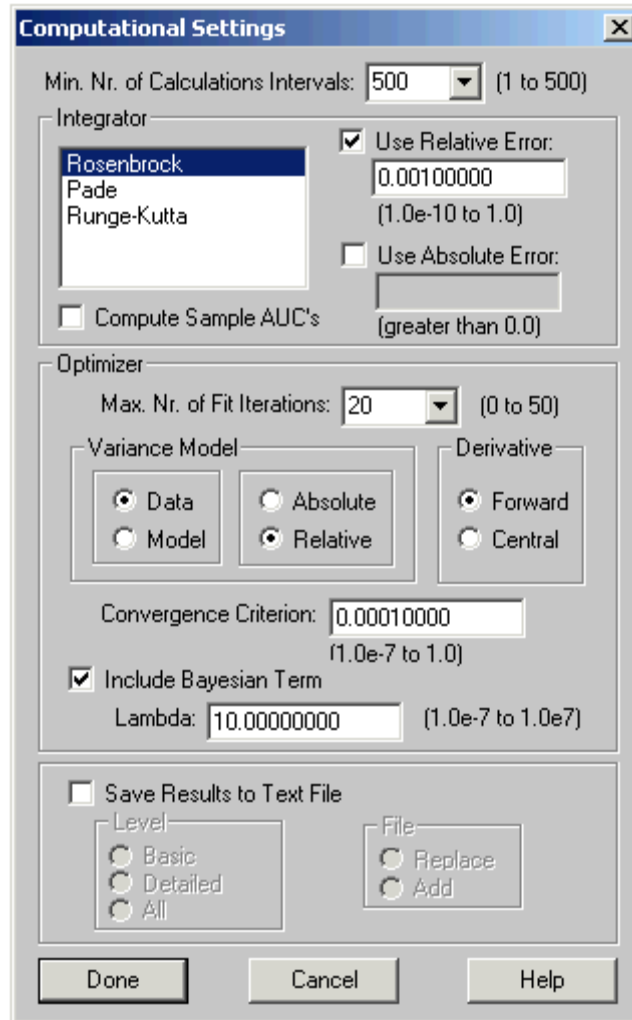 Computational Settings
Min. Nr. of Calculations Intervals: 500 (1 to 500)
Integrator
Rosenbrock
Pade
Runge-Kutta
Use Relative Error:
0.00100000
(1.0e-10 to 1.0)
Use Absolute Error:
(greater than 0.0)
Compute Sample AUC's
Optimizer
Max. Nr. of Fit Iterations: 20 (0 to 50)
Variance Model
Data
Model
Absolute
Relative
Derivative
Forward
Central
Convergence Criterion: 0.00010000
(1.0e-7 to 1.0)
Include Bayesian Term
Lambda: 10.00000000 (1.0e-7 to 1.0e7)
Save Results to Text File
Level
Basic
Detailed
All
File
Replace
Add
Done Cancel Help